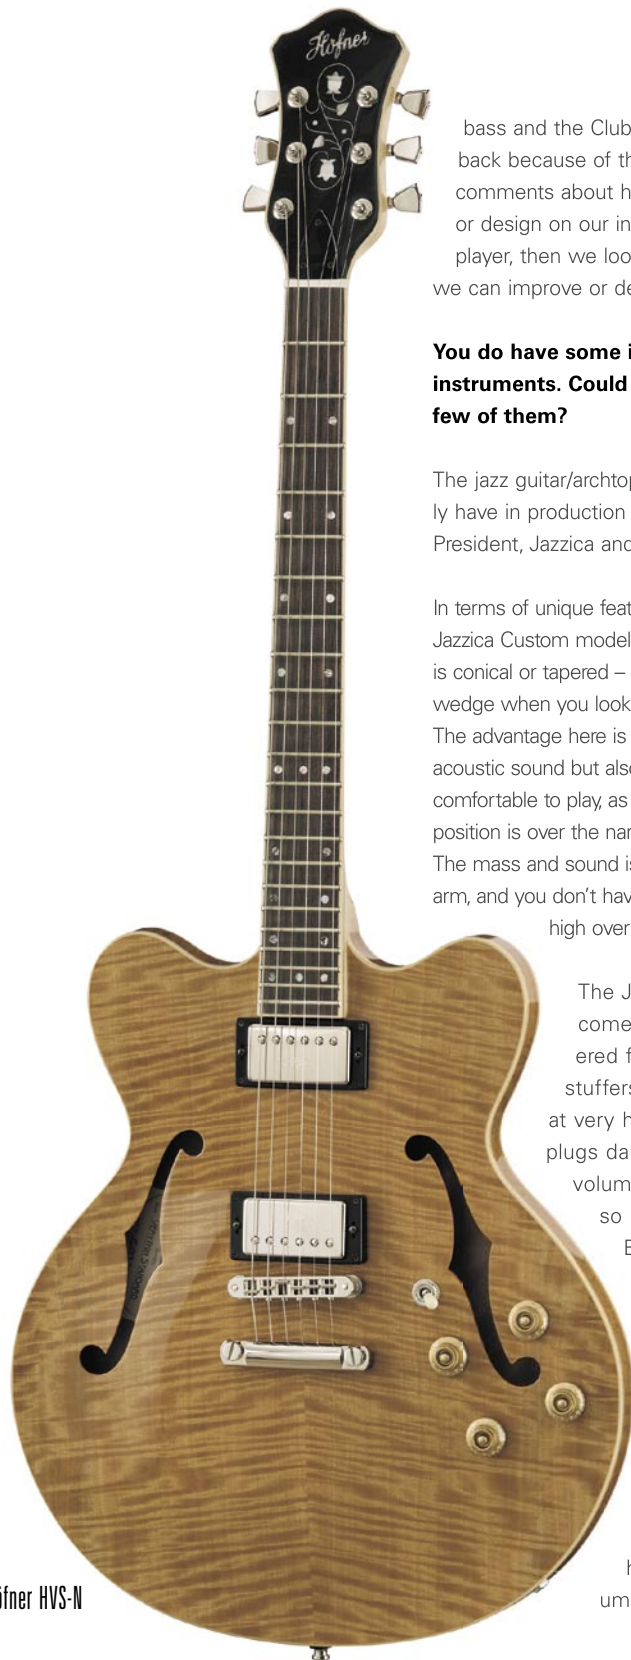 Höfner
bass and the Club
back because of th
comments about h
or design on our in
player, then we loo
we can improve or de
You do have some i
instruments. Could
few of them?
The jazz guitar/archtop
ly have in production
President, Jazzica and
In terms of unique feat
Jazzica Custom model
is conical or tapered –
wedge when you look
The advantage here is
acoustic sound but also
comfortable to play, as
position is over the nar
The mass and sound is
arm, and you don't hav
high over
The J
come
ered f
stuffers
at very h
plugs da
volum
so
E
h
um
öfner HVS-N